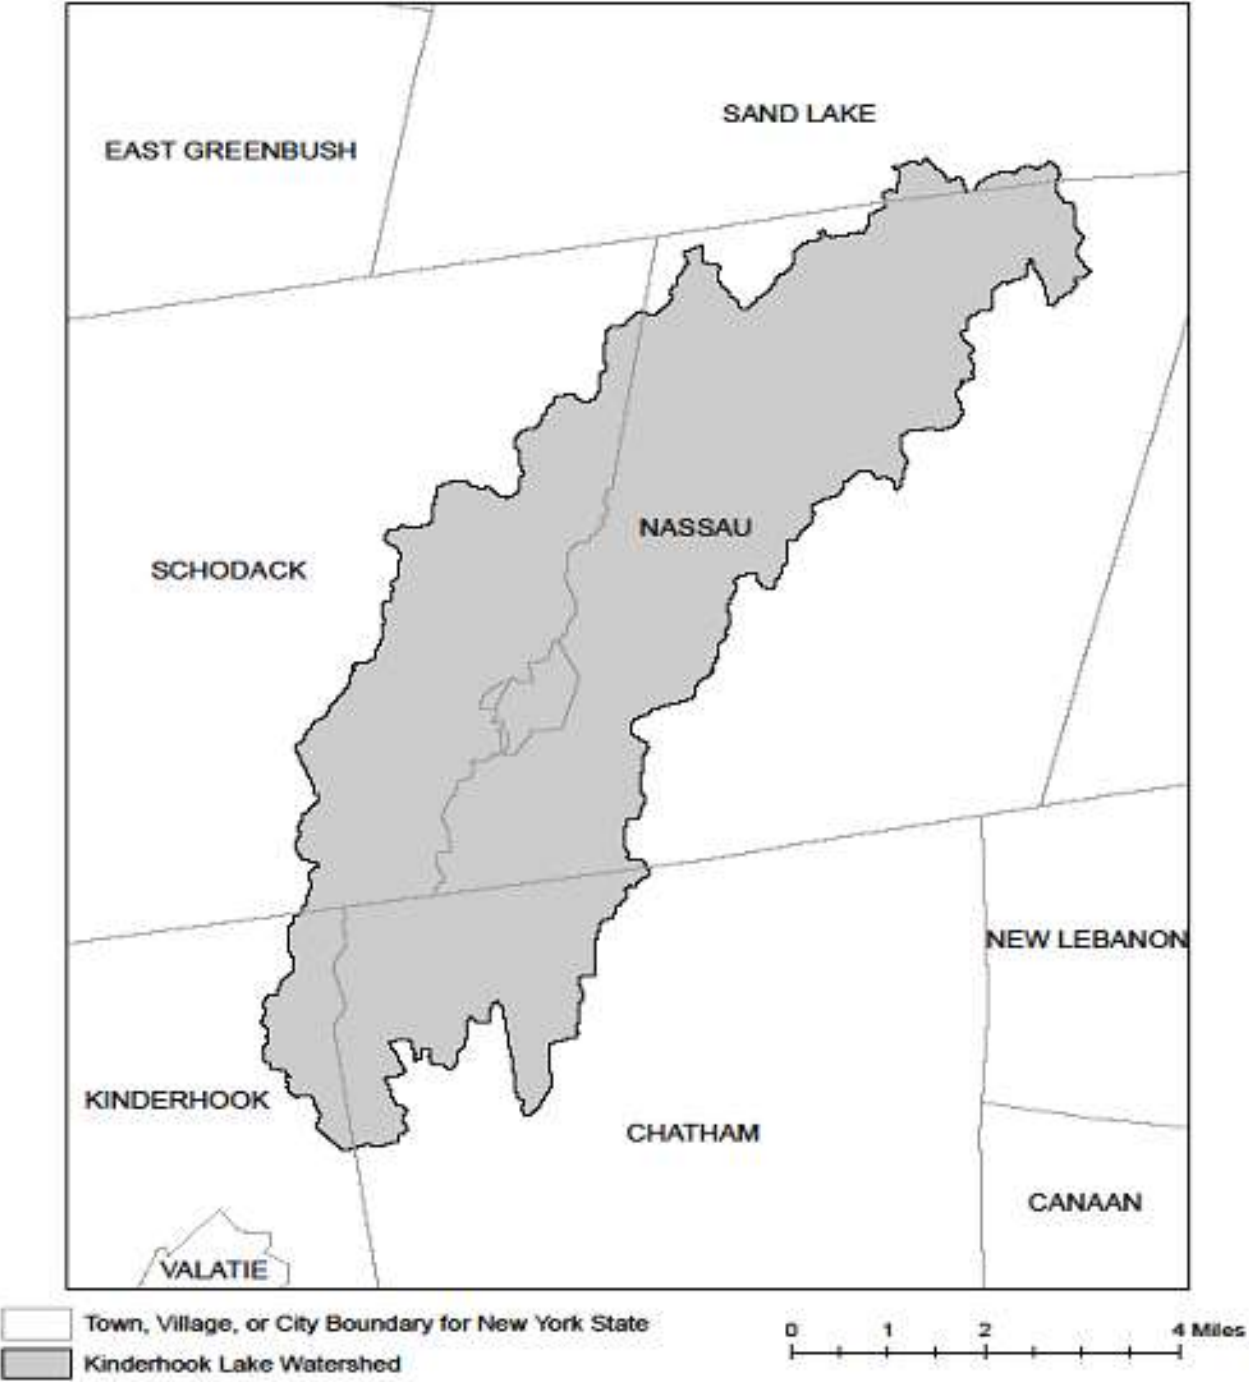 SAND LAKE
EAST GREENBUSH
NASSAU
SCHODACK
NEW LEBANON
KINDERHOOK
CHATHAM
CANAAN
VALATIE
Town, Village, or City Boundary for New York State
Kinderhook Lake Watershed
0 1 2 4 Miles